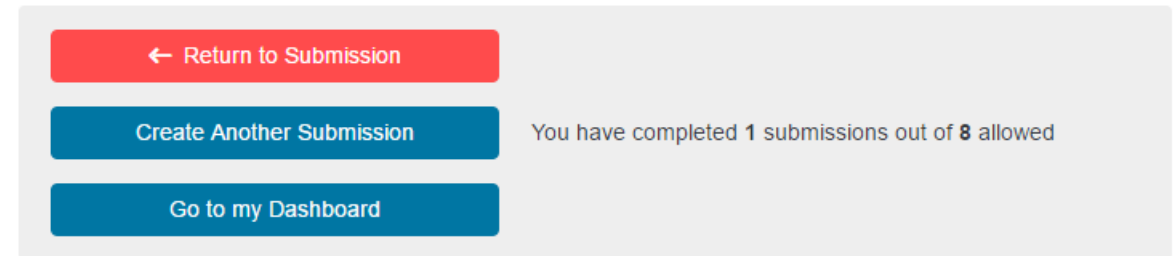 ← Return to Submission
Create Another Submission
You have completed 1 submissions out of 8 allowed
Go to my Dashboard